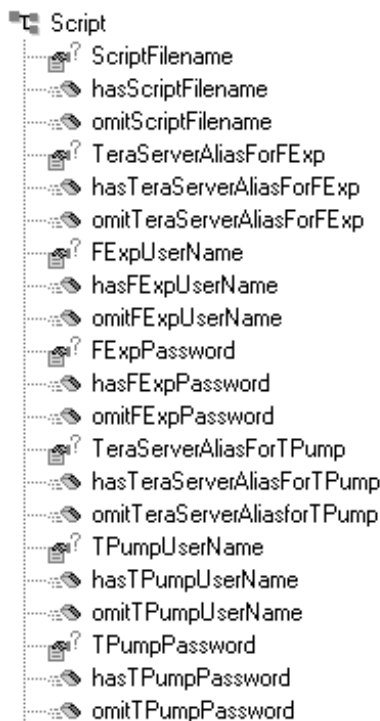 Script
? ScriptFilename
hasScriptFilename
omitScriptFilename
? TeraServerAliasForFExp
hasTeraServerAliasForFExp
omitTeraServerAliasForFExp
? FExpUserName
hasFExpUserName
omitFExpUserName
? FExpPassword
hasFExpPassword
omitFExpPassword
? TeraServerAliasForTPump
hasTeraServerAliasForTPump
omitTeraServerAliasforTPump
? TPumpUserName
hasTPumpUserName
omitTPumpUserName
? TPumpPassword
hasTPumpPassword
omitTPumpPassword